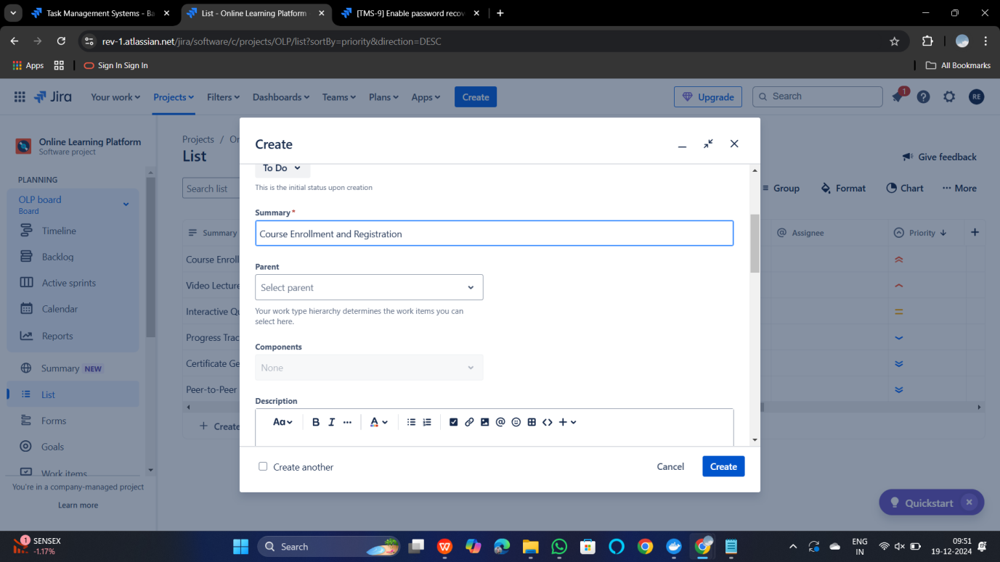 Task Management Systems - Ba
List - Online Learning Platform
[TMS-9] Enable password recov
rev-1.atlassian.net/jira/software/c/projects/OLP/list?sortBy=priority&direction=DESC
Apps
Sign In Sign In
All Bookmarks
Jira
Your work
Projects
Filters
Dashboards
Teams
Plans
Apps
Create
Upgrade
Search
1
RE
Online Learning Platform
Software project
PLANNING
OLP board
Board
Timeline
Backlog
Active sprints
Calendar
Reports
Summary NEW
List
Forms
Goals
Work items
You're in a company-managed project
Learn more
Projects /
List
Give feedback
Search list
Group
Format
Chart
More
Summary
Assignee
Priority
Course Enroll
Video Lecture
Interactive Qu
Progress Trac
Certificate Ge
Peer-to-Peer
Create
Create
To Do
This is the initial status upon creation
Summary *
Course Enrollment and Registration
Parent
Select parent
Your work type hierarchy determines the work items you can
select here.
Components
None
Description
Aa
B I
A
Create another
Cancel
Create
Quickstart
1
SENSEX
-1.17%
Search
ENG
IN
09:51
19-12-2024